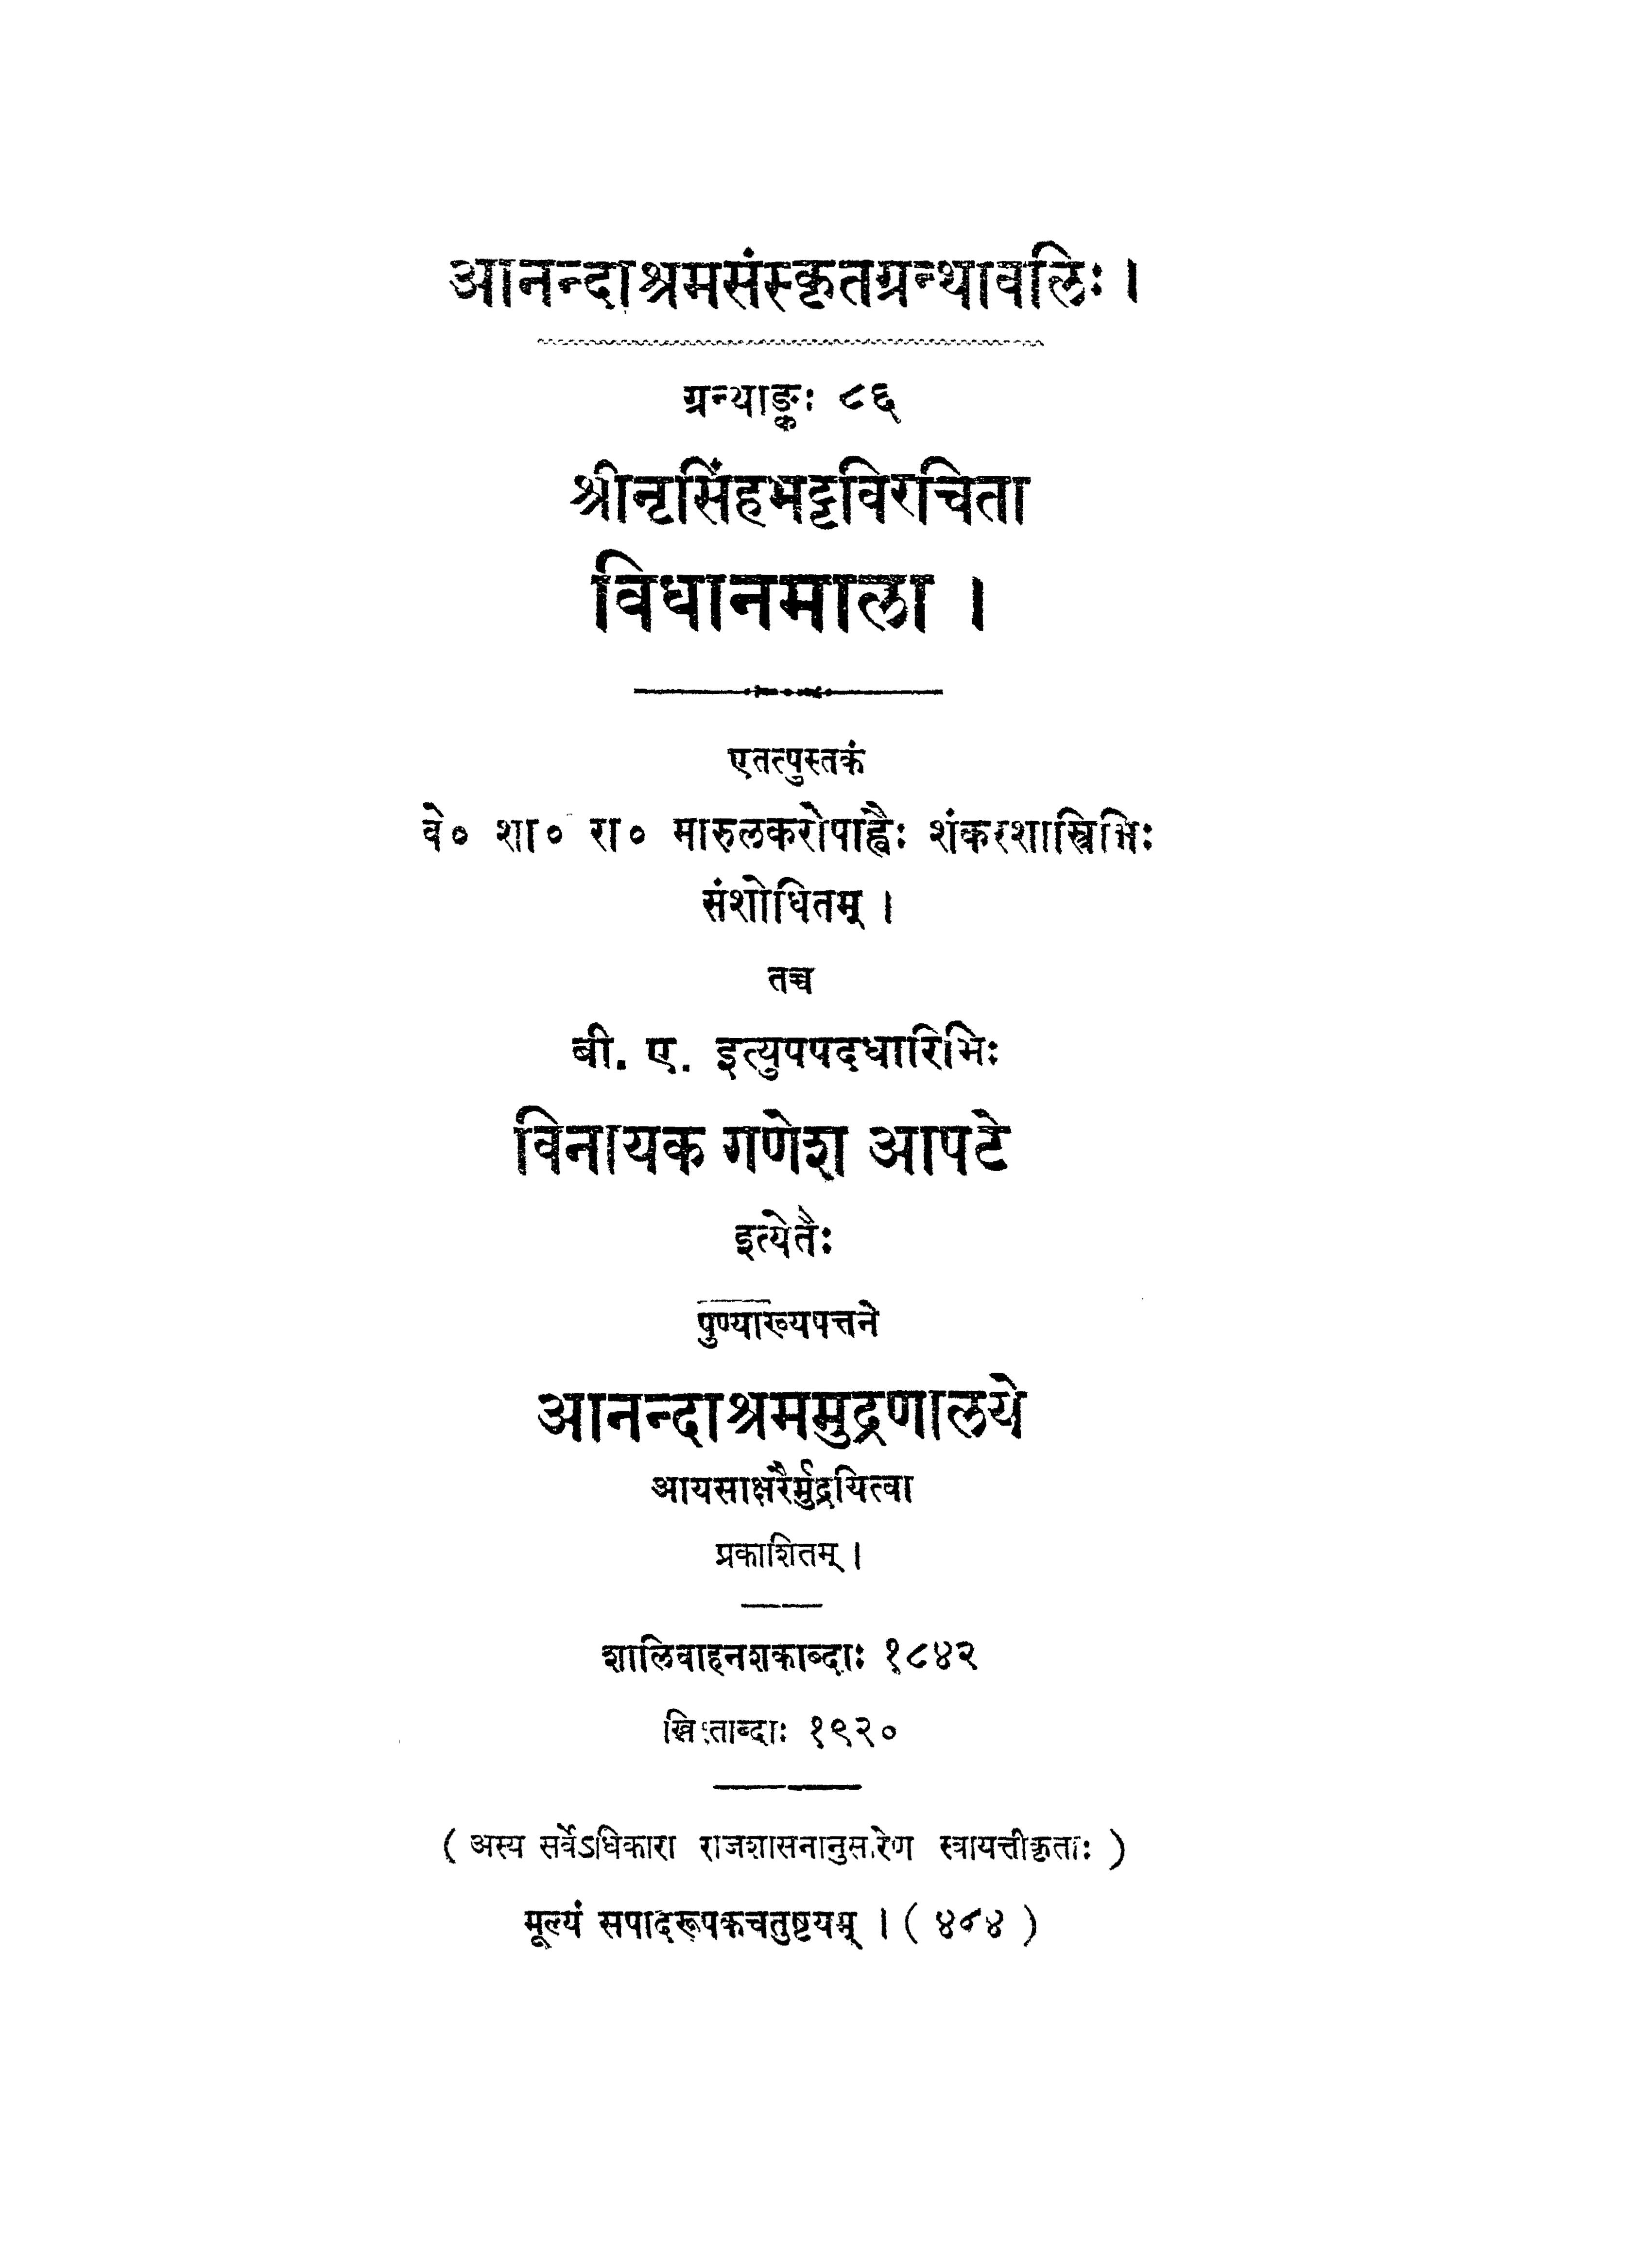 आनन्दाश्रमसंस्कृतग्रन्थावलिः ।
ग्रन्थाङ्कः ८६
श्रीनृसिंहभट्टविरचिता
विधानमाला ।
एतत्पुस्तकं
वे० शा० रा० मारुलकरोपाह्वैः शंकरशास्त्रिभिः
संशोधितम् ।
तच्च
बी. ए. इत्युपपदधारिभिः
विनायक गणेश आपटे
इत्येतैः
पुण्याख्यपत्तने
आनन्दाश्रममुद्रणालये
आयसाक्षरैर्मुद्रयित्वा
प्रकाशितम् ।
शालिवाहनशकाब्दाः १८४२
ख्रिस्ताब्दाः १९२०
( अस्य सर्वेऽधिकारा राजशासनानुसारेण स्वायत्तीकृताः )
मूल्यं सपादरूपकचतुष्टयम् । ( ४८४ )